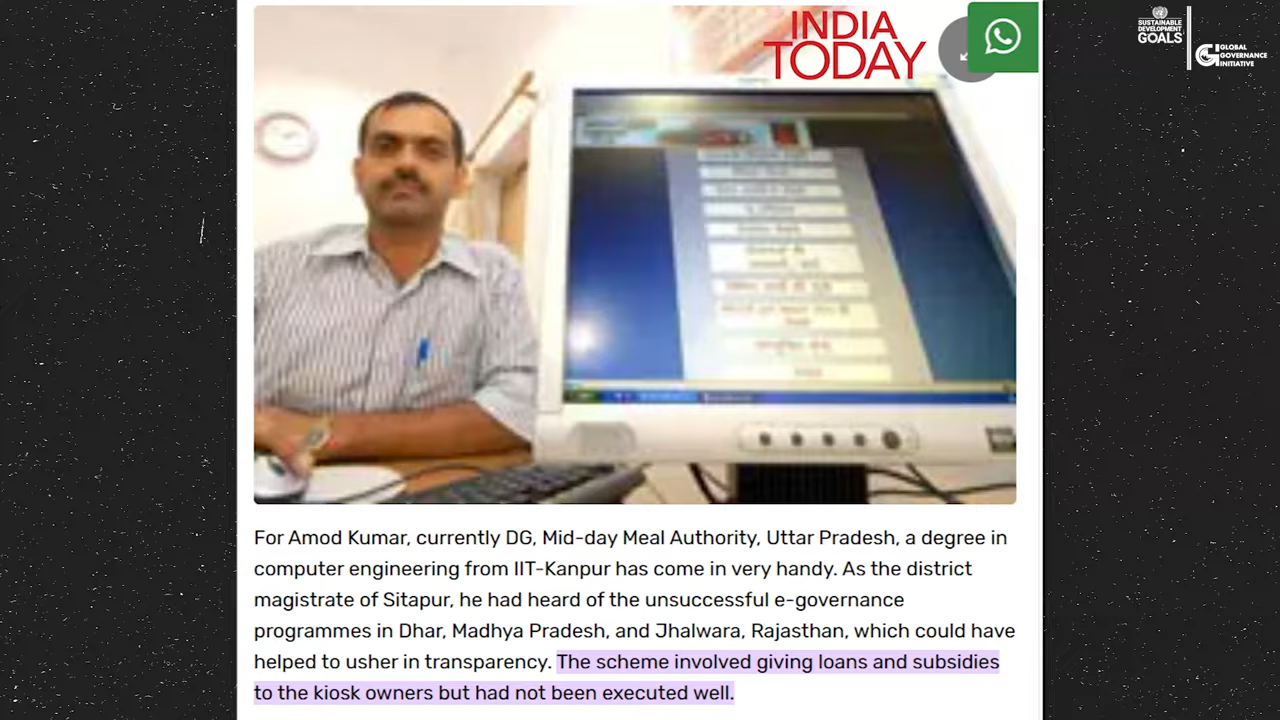 INDIA
TODAY
SUSTAINABLE
DEVELOPMENT
GOALS
GLOBAL
GOVERNANCE
INITIATIVE
For Amod Kumar, currently DG, Mid-day Meal Authority, Uttar Pradesh, a degree in
computer engineering from IIT-Kanpur has come in very handy. As the district
magistrate of Sitapur, he had heard of the unsuccessful e-governance
programmes in Dhar, Madhya Pradesh, and Jhalwara, Rajasthan, which could have
helped to usher in transparency. The scheme involved giving loans and subsidies
to the kiosk owners but had not been executed well.